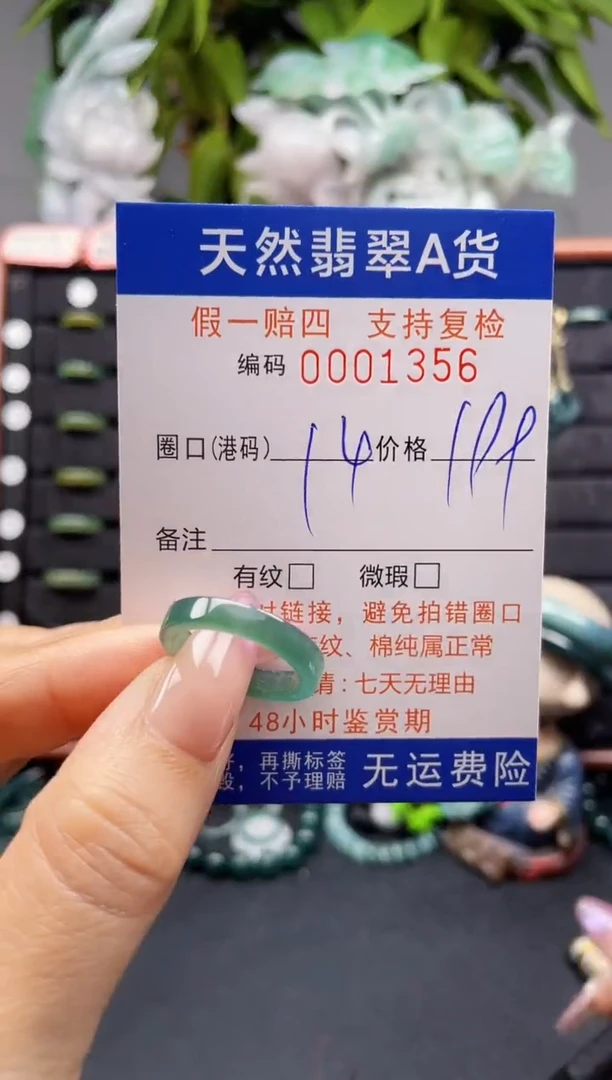 天然翡翠A货
假一赔四 支持复检
编码 0001356
圈口(港码) 14 价格 199
备注
有纹□ 微瑕□
链接，避免拍错圈口
纹、棉纯属正常
请：七天无理由
48小时鉴赏期
，再撕标签
，不予理赔 无运费险